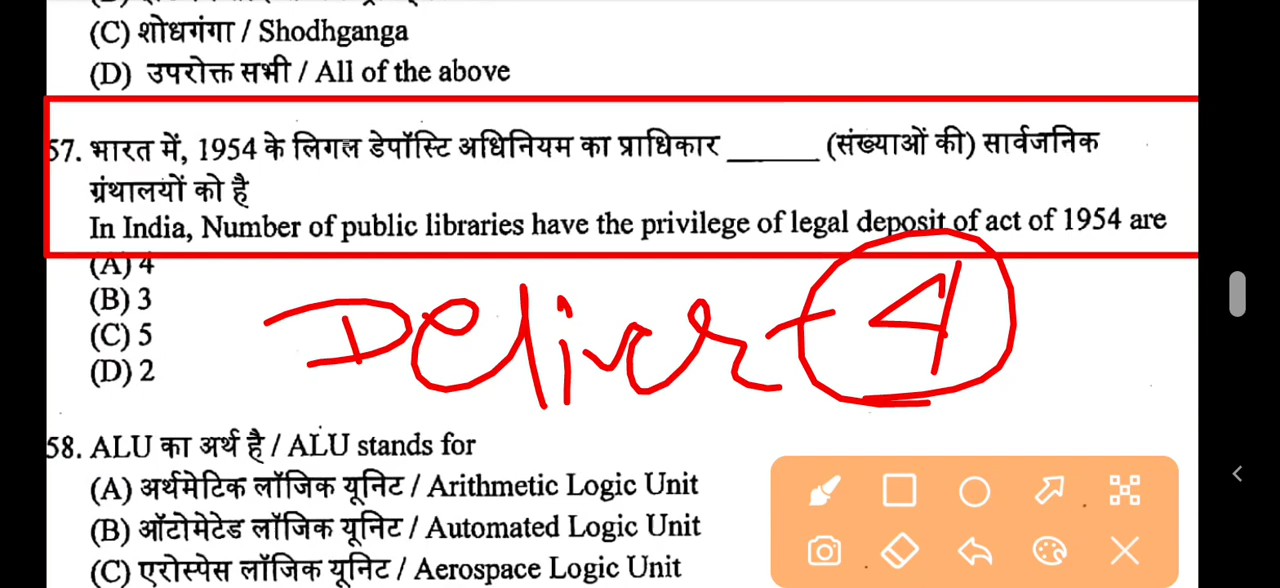 (C) शोधगंगा / Shodhganga
(D) उपरोक्त सभी / All of the above
57. भारत में, 1954 के लिगल डेपॉस्टि अधिनियम का प्राधिकार ______ (संख्याओं की) सार्वजनिक
ग्रंथालयों को है
In India, Number of public libraries have the privilege of legal deposit of act of 1954 are
(A) 4
(B) 3
(C) 5
(D) 2
Deliver 4
58. ALU का अर्थ है / ALU stands for
(A) अर्थमेटिक लॉजिक यूनिट / Arithmetic Logic Unit
(B) ऑटोमेटेड लॉजिक यूनिट / Automated Logic Unit
(C) एरोस्पेस लॉजिक यूनिट / Aerospace Logic Unit